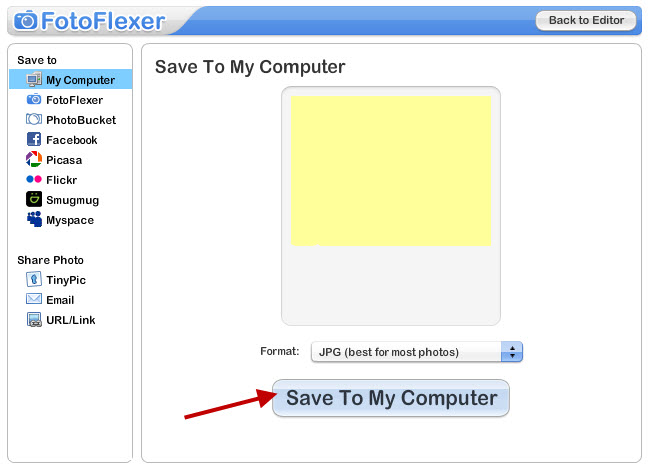 FotoFlexer
Back to Editor
Save to
My Computer
FotoFlexer
PhotoBucket
Facebook
Picasa
Flickr
Smugmug
Myspace
Share Photo
TinyPic
Email
URL/Link
Save To My Computer
Format: JPG (best for most photos)
Save To My Computer